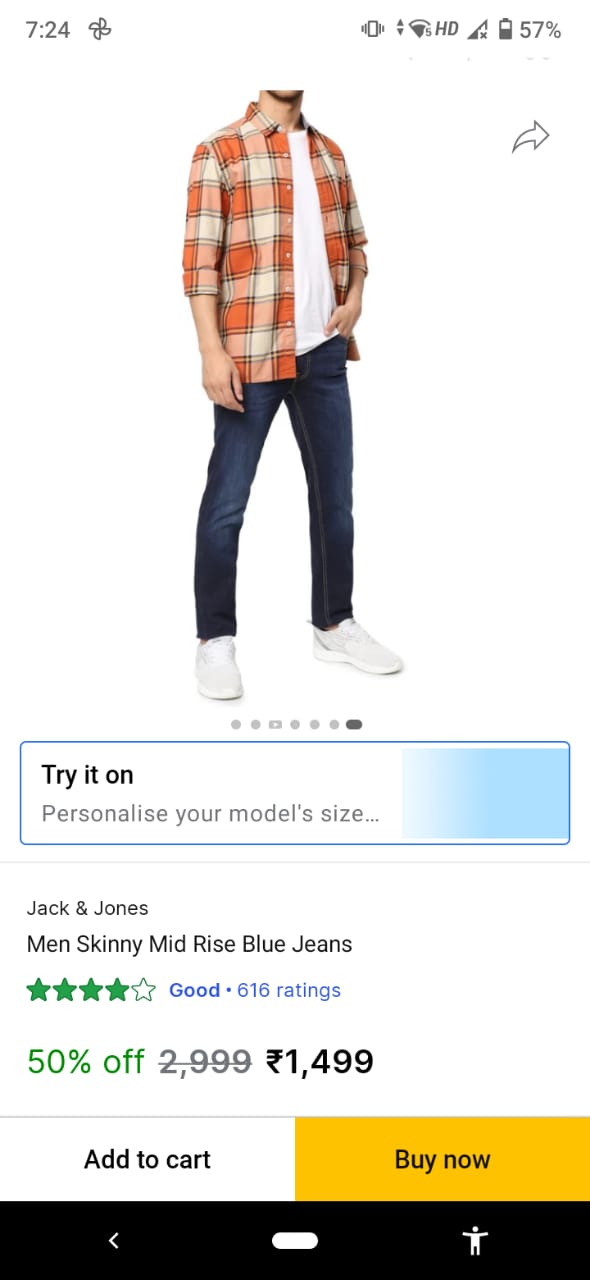 7:24 HD 57%
Try it on
Personalise your model's size...
Jack & Jones
Men Skinny Mid Rise Blue Jeans
Good • 616 ratings
50% off 2,999 ₹1,499
Add to cart Buy now